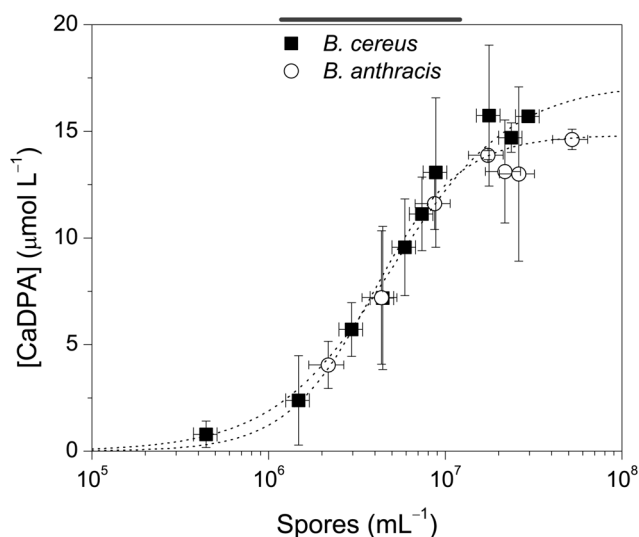 20
B. cereus
B. anthracis
15
10
5
0
[CaDPA] (μmol L⁻¹)
10⁵ 10⁶ 10⁷ 10⁸
Spores (mL⁻¹)